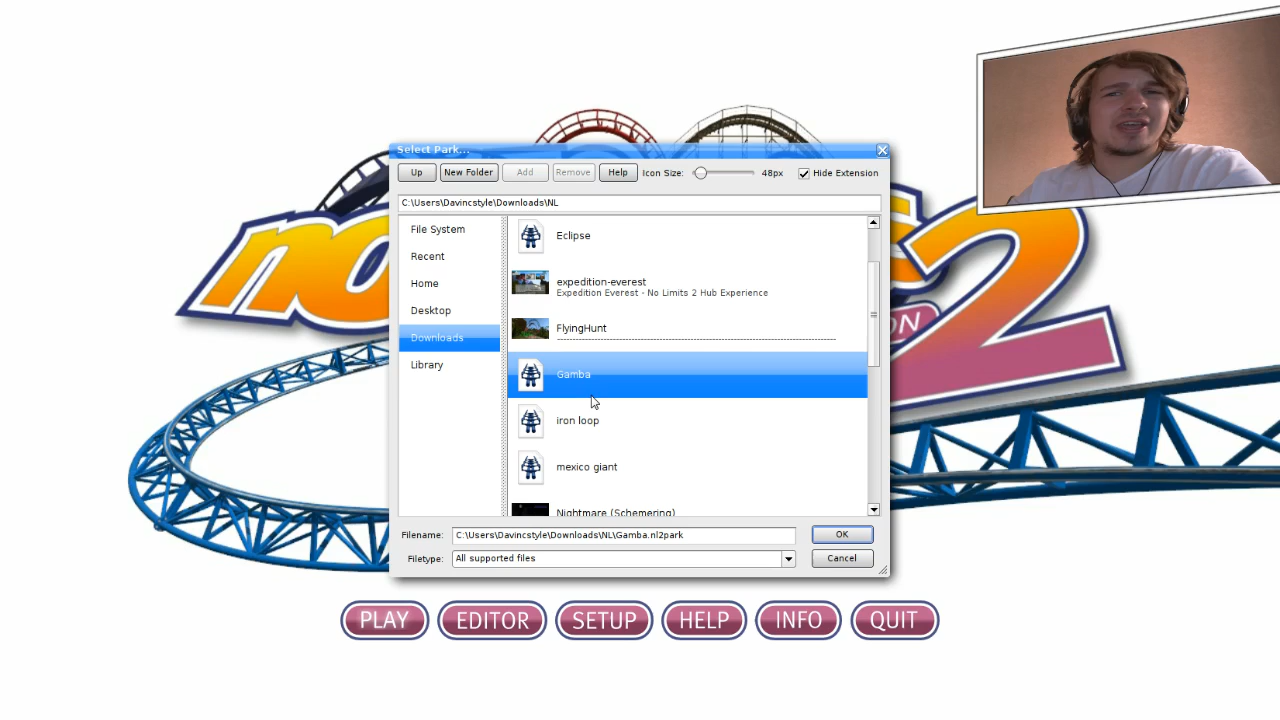 Select Park...
Up
New Folder
Add
Remove
Help
Icon Size:
48px
Hide Extension
C:\Users\Davincstyle\Downloads\NL
File System
Recent
Home
Desktop
Downloads
Library
Eclipse
expedition-everest
Expedition Everest - No Limits 2 Hub Experience
FlyingHunt
--------------------------------------------------------------------------------
Gamba
iron loop
mexico giant
Nightmare (Schemering)
no
2
ON
Filename:
C:\Users\Davincstyle\Downloads\NL\Gamba.nl2park
OK
Filetype:
All supported files
Cancel
PLAY
EDITOR
SETUP
HELP
INFO
QUIT